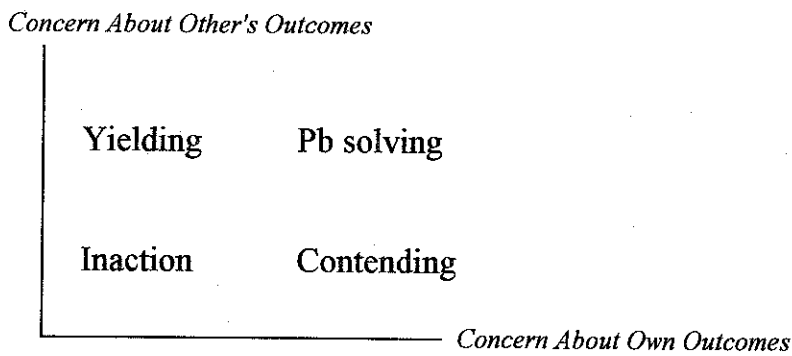 Concern About Other's Outcomes
Yielding Pb solving
Inaction Contending
Concern About Own Outcomes